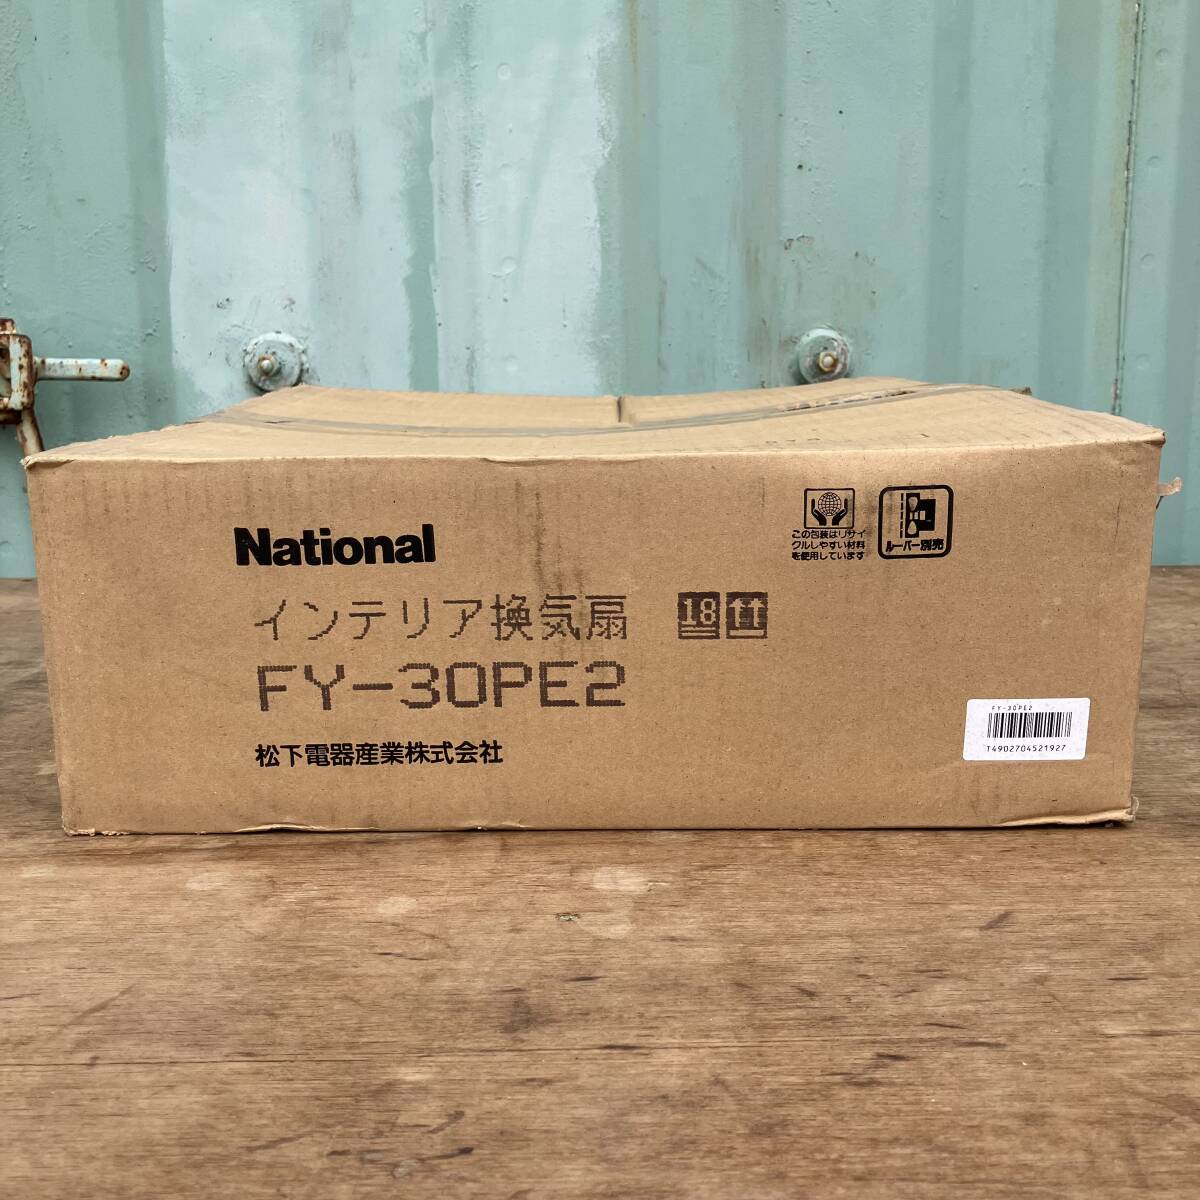 National
インテリア換気扇 18
FY-30PE2
松下電器産業株式会社
この包装はリサイ
クルしやすい材料
を使用しています
ルーバー別売
FY-30PE2
T4902704521927